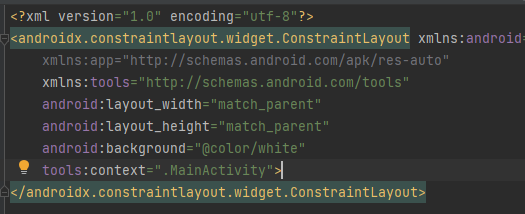 <?xml version="1.0" encoding="utf-8"?>
<androidx.constraintlayout.widget.ConstraintLayout xmlns:android=
xmlns:app="http://schemas.android.com/apk/res-auto"
xmlns:tools="http://schemas.android.com/tools"
android:layout_width="match_parent"
android:layout_height="match_parent"
android:background="@color/white"
tools:context=".MainActivity">
</androidx.constraintlayout.widget.ConstraintLayout>